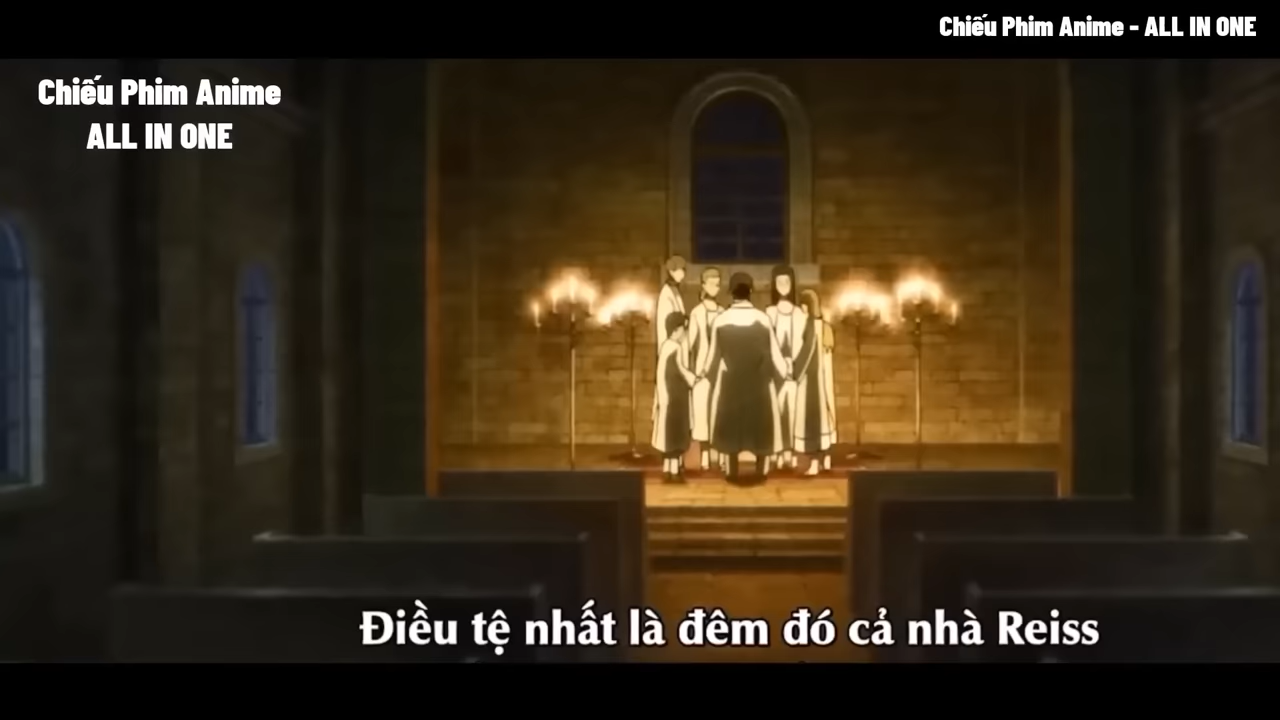 Chiếu Phim Anime - ALL IN ONE
Chiếu Phim Anime
ALL IN ONE
Điều tệ nhất là đêm đó cả nhà Reiss